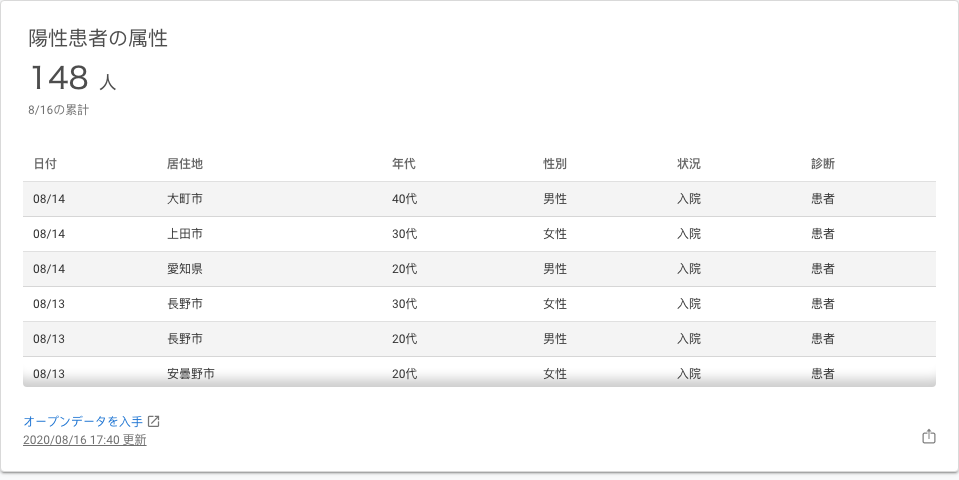 陽性患者の属性
148 人
8/16の累計
日付 居住地 年代 性別 状況 診断
08/14 大町市 40代 男性 入院 患者
08/14 上田市 30代 女性 入院 患者
08/14 愛知県 20代 男性 入院 患者
08/13 長野市 30代 女性 入院 患者
08/13 長野市 20代 男性 入院 患者
08/13 安曇野市 20代 女性 入院 患者
オープンデータを入手
2020/08/16 17:40 更新